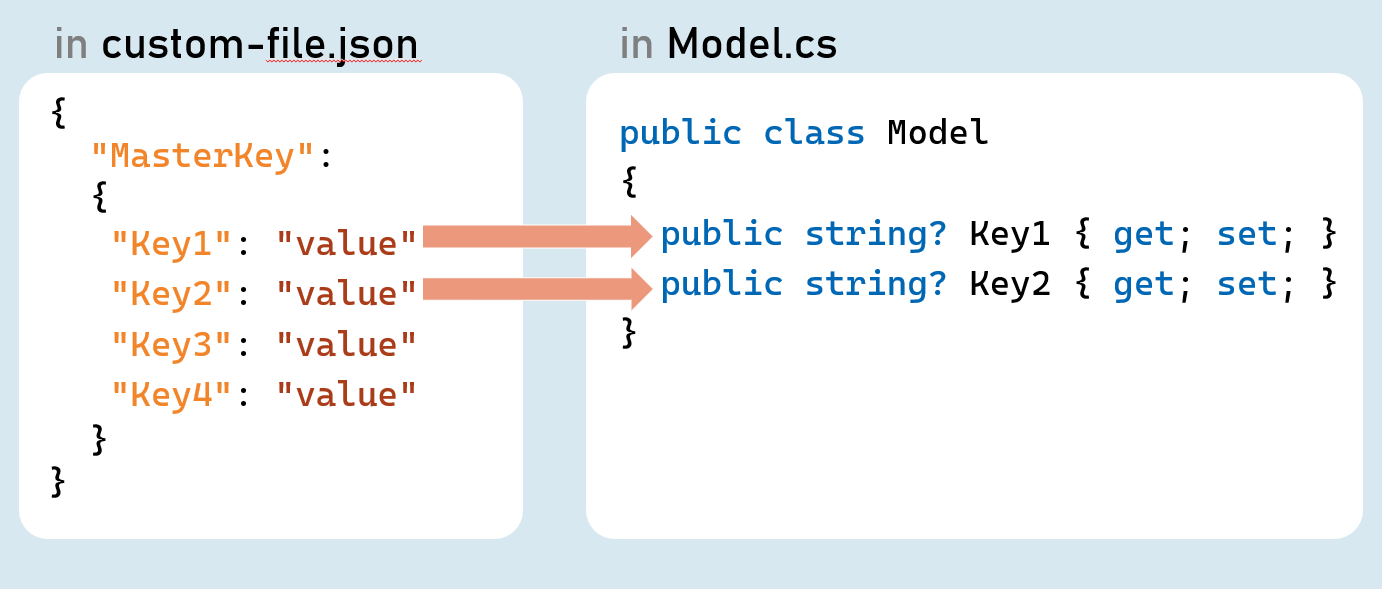 in custom-file.json
{
"MasterKey":
{
"Key1": "value"
"Key2": "value"
"Key3": "value"
"Key4": "value"
}
}
in Model.cs
public class Model
{
public string? Key1 { get; set; }
public string? Key2 { get; set; }
}